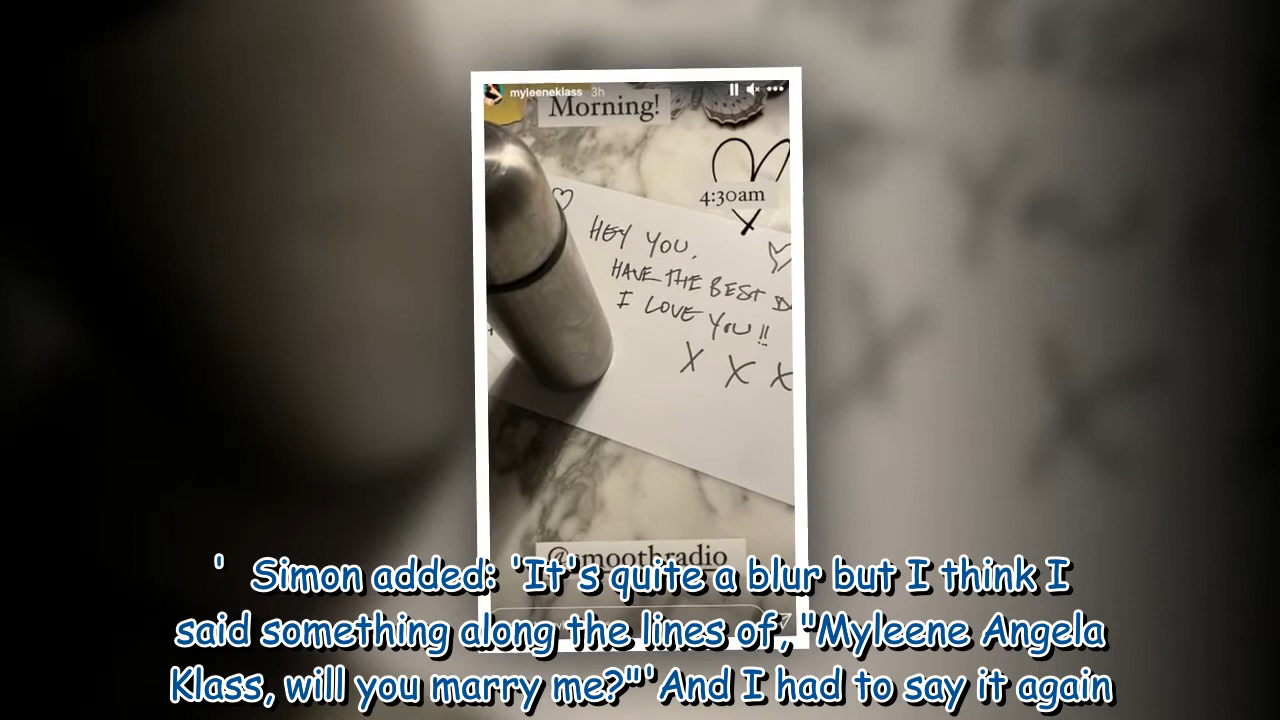 myleeneklass 3h
Morning!
4:30am
HEY YOU,
HAVE THE BEST D
I LOVE YOU!!
X X X
@smoothradio
' Simon added: 'It's quite a blur but I think I
said something along the lines of, "Myleene Angela
Klass, will you marry me?"'And I had to say it again